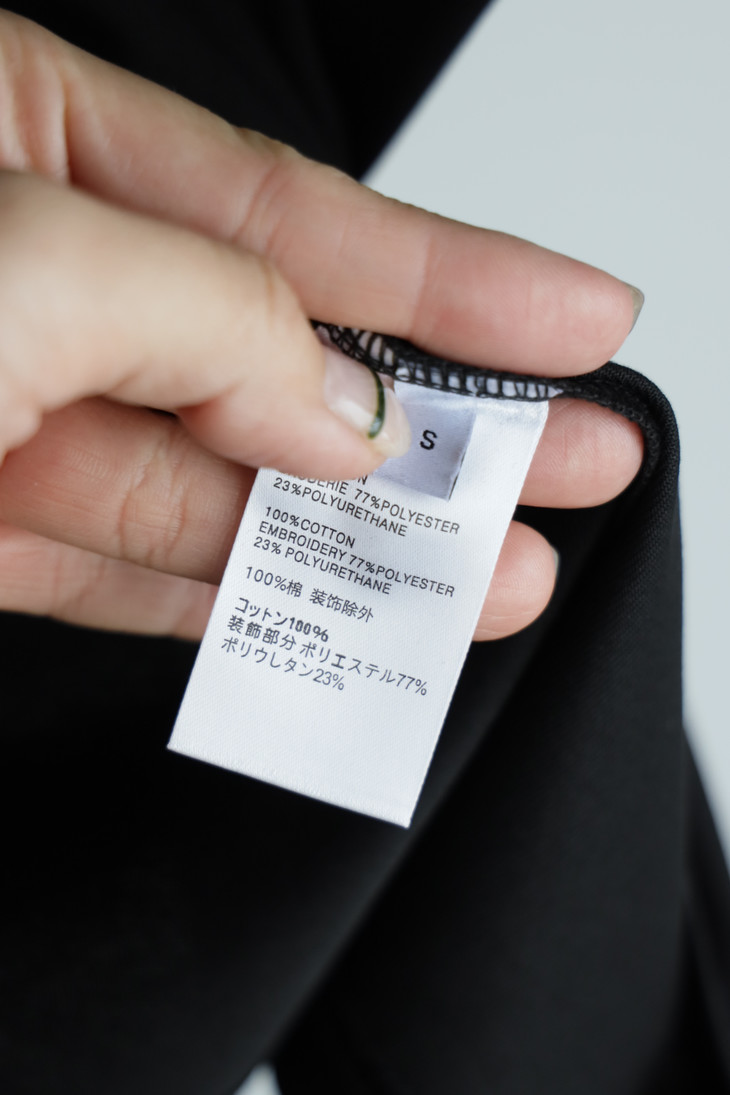 S
77%POLYESTER
23%POLYURETHANE
100%COTTON
EMBROIDERY 77%POLYESTER
23% POLYURETHANE
100%棉 装饰除外
コットン100%
装飾部分 ポリエステル77%
ポリウレタン23%